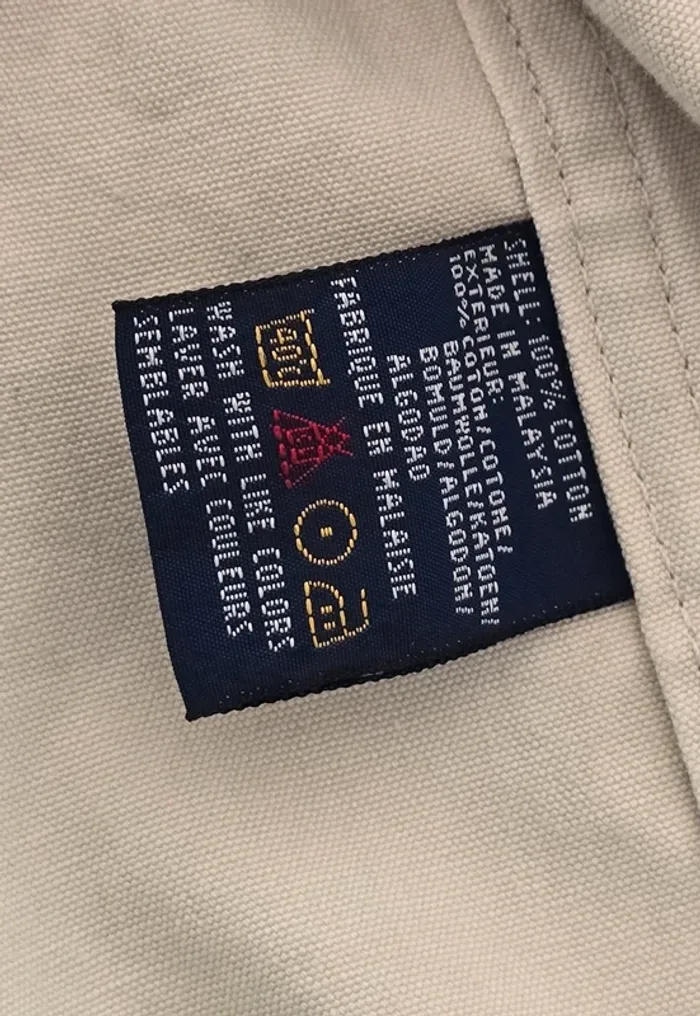 SHELL: 100% COTTON
MADE IN MALAYSIA
EXTERIEUR:
100% COTON/COTONE/
BAUMWOLLE/KATOEN/
BOMULD/ALGODON/
ALGODAO
FABRIQUE EN MALAISIE
WASH WITH LIKE COLORS
LAVER AVEC COULEURS
SEMBLABLES